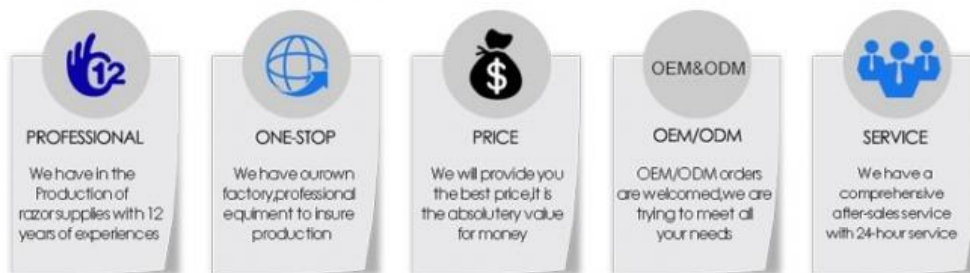 12
PROFESSIONAL
We have in the
Production of
razor supplies with 12
years of experiences
ONE-STOP
We have ourown
factory,professional
equiment to insure
production
$
PRICE
We will provide you
the best price,it is
the absolutery value
for money
OEM&ODM
OEM/ODM
OEM/ODM orders
are welcomed,we are
trying to meet all
your needs
SERVICE
We have a
comprehensive
after-sales service
with 24-hour service